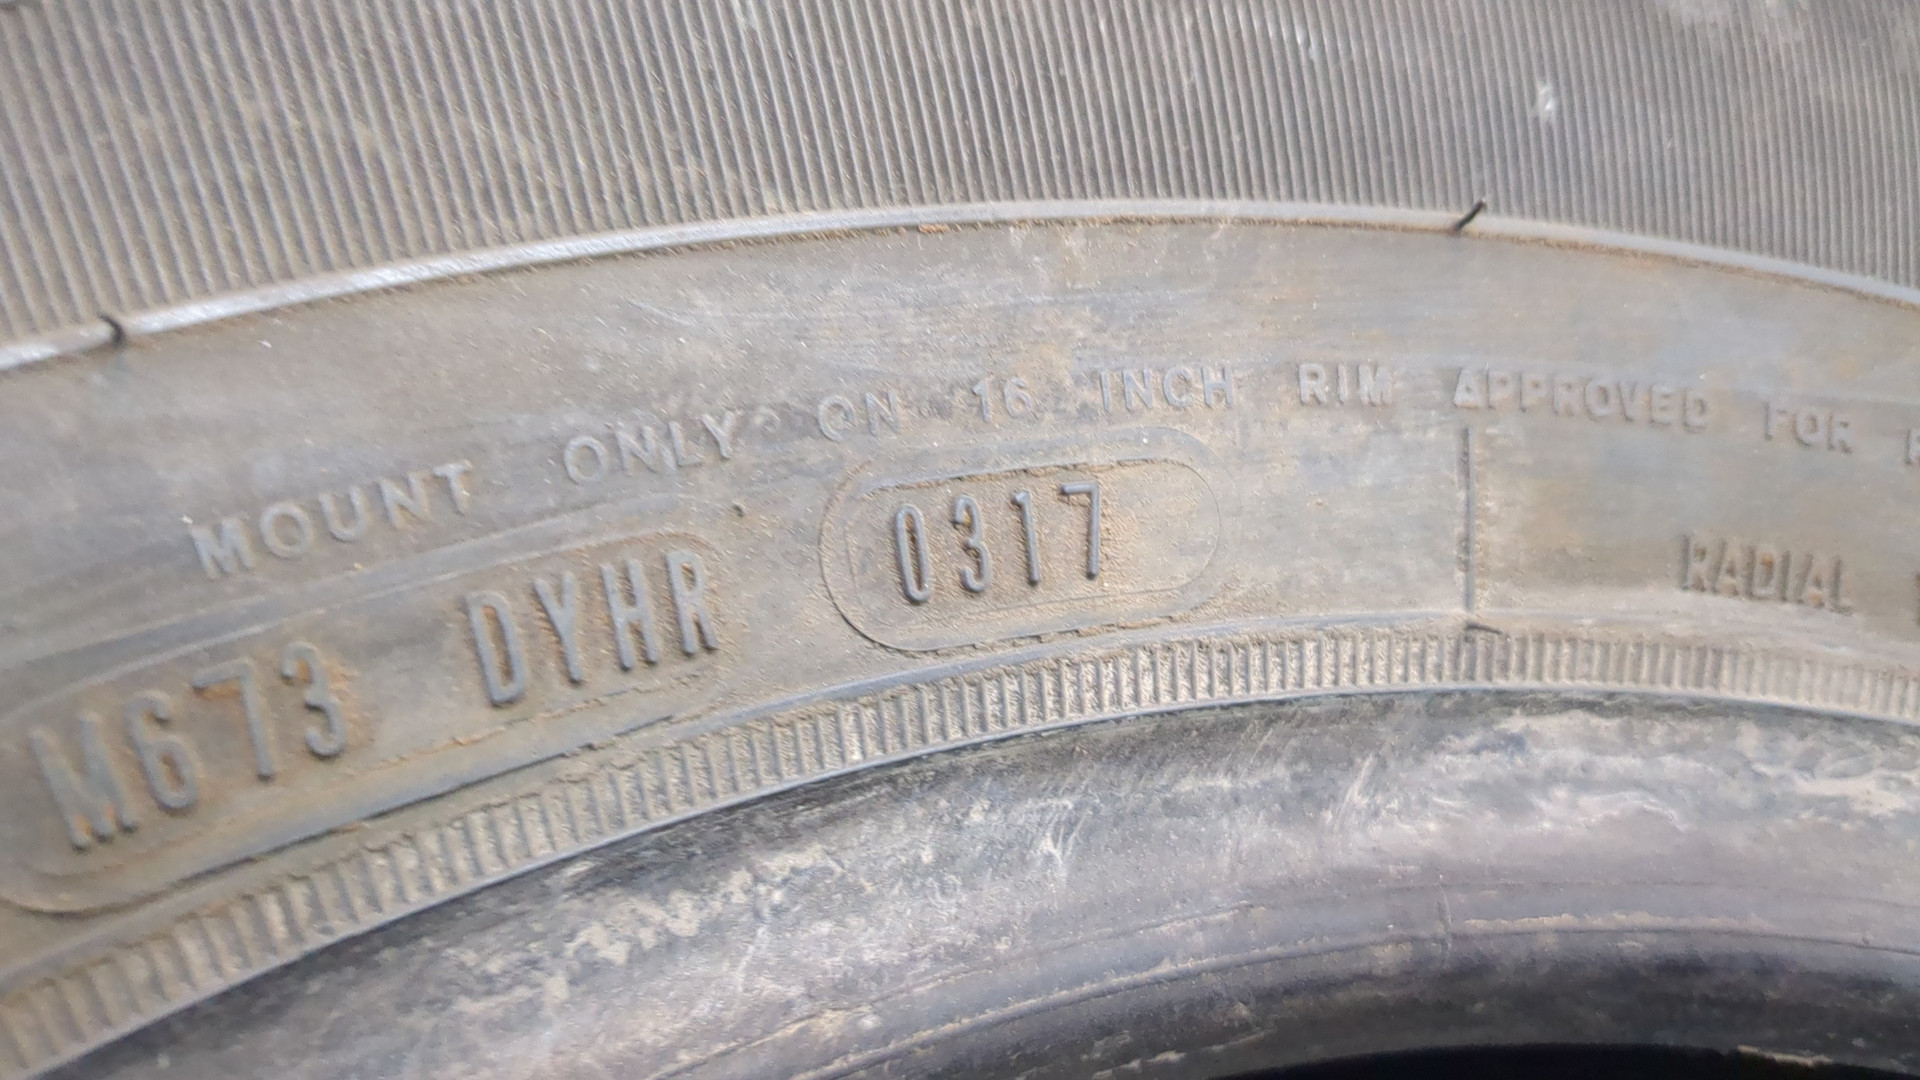 MOUNT ONLY ON 16 INCH RIM APPROVED FOR
M673 DYHR 0317
RADIAL